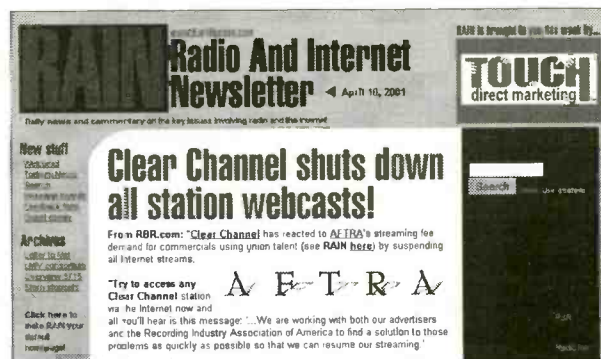 RAIN
Radio And Internet
Newsletter
April 18, 2001
Daily news and commentary on the key issues involving radio and the Internet
RAIN is brought to you this week by...
TOUCH
direct marketing
New stuff
Search
Archives
Click here to
make RAIN your
default
homepage!
Clear Channel shuts down
all station webcasts!
From RBR.com: "Clear Channel has reacted to AFTRA's streaming fee
demand for commercials using union talent (see RAIN here) by suspending
all Internet streams.
"Try to access any
Clear Channel station
via the Internet now and
all you'll hear is this message: '...We are working with both our advertisers
and the Recording Industry Association of America to find a solution to those
problems as quickly as possible so that we can resume our streaming.'
A F T R A
Search